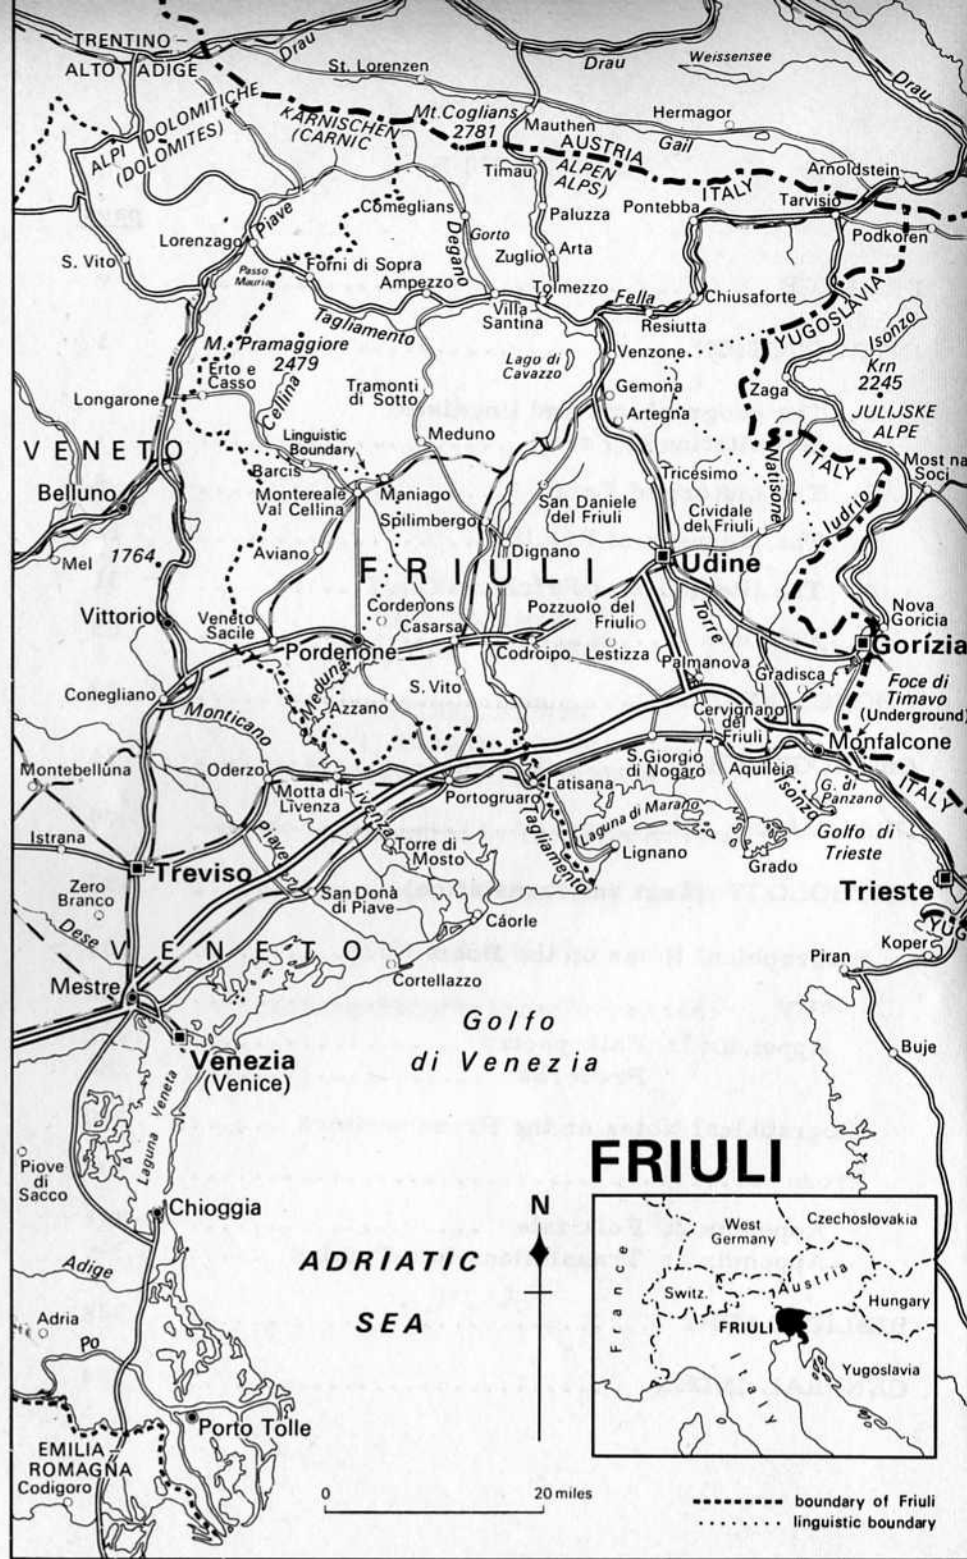 TRENTINO –
ALTO ADIGE
Drau
St. Lorenzen
Drau
Weissensee
Drau
ALPI DOLOMITICHE
(DOLOMITES)
KARNISCHEN
(CARNIC
Mt. Coglians
2781
Mauthen
Hermagor
Gail
AUSTRIA
ALPEN
ALPS)
ITALY
Arnoldstein
Timau
Comeglians
Paluzza
Pontebba
Tarvisio
Podkoren
Piave
Lorenzago
S. Vito
Passo
Mauria
Forni di Sopra
Ampezzo
Degano
Gorto
Zuglio
Arta
Tolmezzo
Villa
Santina
Fella
Chiusaforte
Resiutta
Tagliamento
YUGOSLAVIA
Isonzo
M. Pramaggiore
2479
Erto e
Casso
Cellina
Lago di
Cavazzo
Venzone
Krn
2245
Zaga
Longarone
Tramonti
di Sotto
Gemona
Artegna
JULIJSKE
ALPE
VENETO
Linguistic
Boundary
Meduno
Barcis
Natisone
ITALY
Most na
Soci
Belluno
Montereale
Val Cellina
Maniago
San Daniele
del Friuli
Tricesimo
Cividale
del Friuli
Iudrio
Spilimbergo
Mel
1764
Aviano
Dignano
Udine
FRIULI
Vittorio
Veneto
Sacile
Cordenons
Casarsa
Pozzuolo del
Friuli
Torre
Nova
Goricia
Pordenone
Codroipo
Lestizza
Palmanova
Gorízia
Gradisca
Conegliano
Meduna
S. Vito
Azzano
Foce di
Timavo
(Underground)
Monticano
Cervignano
del
Friuli
Monfalcone
Montebelluna
Oderzo
Motta di
Livenza
Livenza
Portogruaro
Latisana
S.Giorgio
di Nogaro
Aquilèia
Isonzo
G. di
Panzano
ITALY
Istrana
Piave
Torre di
Mosto
Tagliamento
Laguna di Marano
Lignano
Grado
Golfo di
Trieste
Treviso
Zero
Branco
San Dona
di Piave
Trieste
Dese
VENETO
Cáorle
YUG
Koper
Mestre
Cortellazzo
Piran
Golfo
di Venezia
Venezia
(Venice)
Buje
Laguna Veneta
Piove
di
Sacco
FRIULI
Chioggia
N
West
Germany
Czechoslovakia
France
Austria
Switz.
Hungary
FRIULI
Yugoslavia
Italy
ADRIATIC
SEA
Adige
Adria
Po
Porto Tolle
EMILIA
ROMAGNA
Codigoro
0
20 miles
boundary of Friuli
linguistic boundary